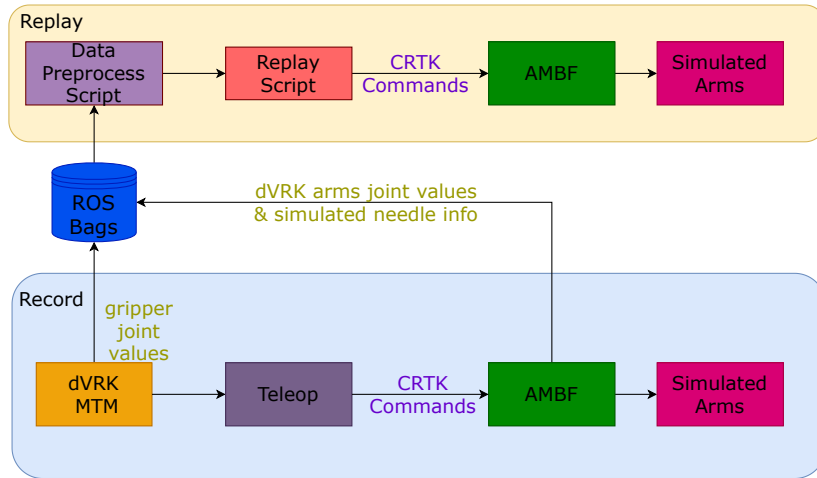 Replay
Data
Preprocess
Script
Replay
Script
CRTK
Commands
AMBF
Simulated
Arms
ROS
Bags
dVRK arms joint values
& simulated needle info
Record
gripper
joint
values
dVRK
MTM
Teleop
CRTK
Commands
AMBF
Simulated
Arms